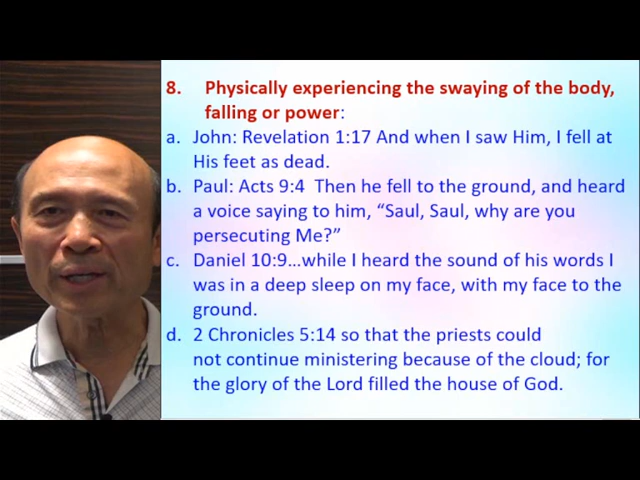 8. Physically experiencing the swaying of the body,
falling or power:
a. John: Revelation 1:17 And when I saw Him, I fell at
His feet as dead.
b. Paul: Acts 9:4 Then he fell to the ground, and heard
a voice saying to him, “Saul, Saul, why are you
persecuting Me?”
c. Daniel 10:9…while I heard the sound of his words I
was in a deep sleep on my face, with my face to the
ground.
d. 2 Chronicles 5:14 so that the priests could
not continue ministering because of the cloud; for
the glory of the Lord filled the house of God.